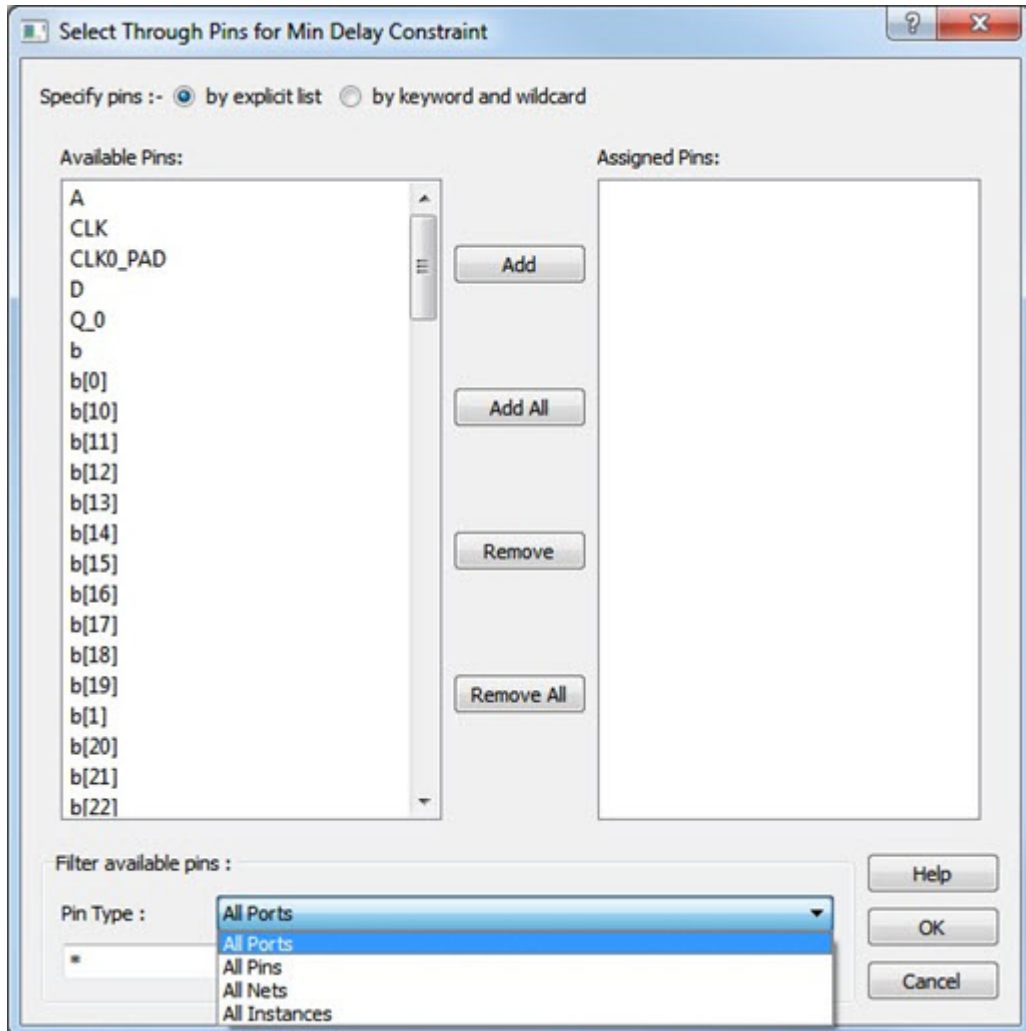 Select Through Pins for Min Delay Constraint
Specify pins :- by explicit list by keyword and wildcard
Available Pins:
Assigned Pins:
A
CLK
CLK0_PAD
D
Q_0
b
b[0]
b[10]
b[11]
b[12]
b[13]
b[14]
b[15]
b[16]
b[17]
b[18]
b[19]
b[1]
b[20]
b[21]
b[22]
Add
Add All
Remove
Remove All
Filter available pins :
Pin Type : All Ports
*
All Ports
All Pins
All Nets
All Instances
Help
OK
Cancel